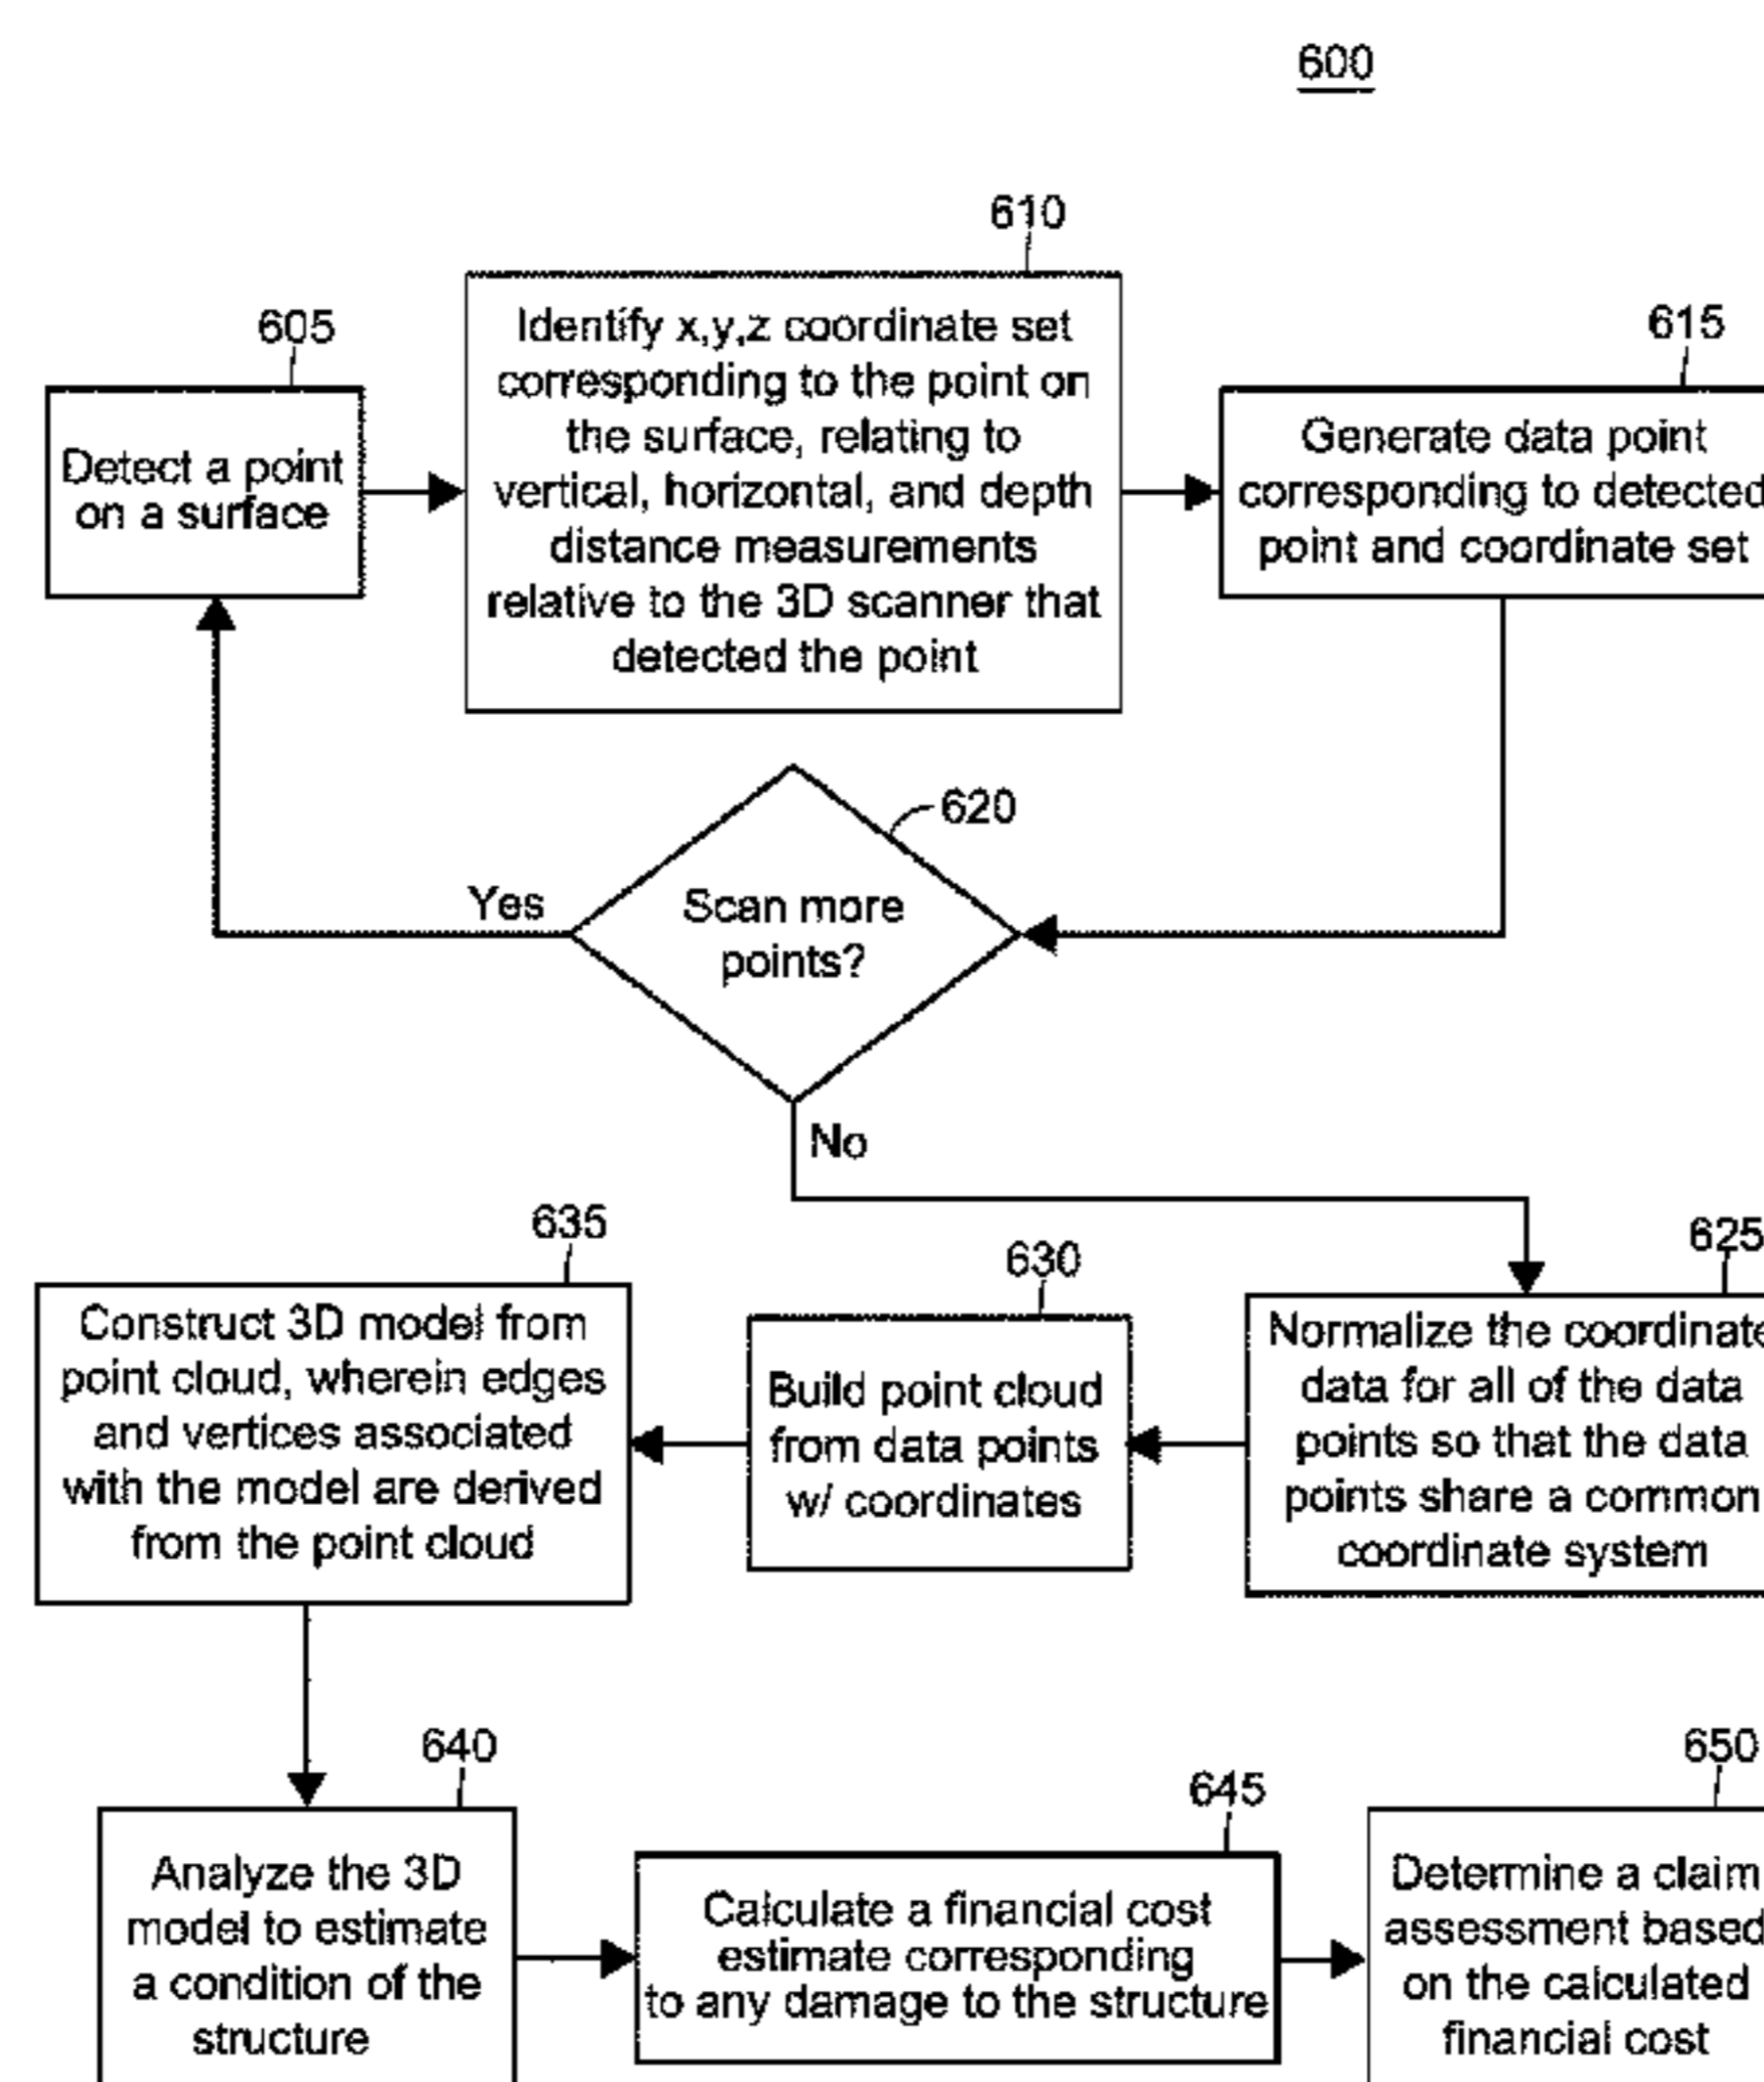 600
610
605
615
Identify x,y,z coordinate set
corresponding to the point on
the surface, relating to
vertical, horizontal, and depth
distance measurements
relative to the 3D scanner that
detected the point
Detect a point
on a surface
Generate data point
corresponding to detected
point and coordinate set
620
Yes
Scan more
points?
No
635
630
625
Construct 3D model from
point cloud, wherein edges
and vertices associated
with the model are derived
from the point cloud
Build point cloud
from data points
w/ coordinates
Normalize the coordinate
data for all of the data
points so that the data
points share a common
coordinate system
640
645
650
Analyze the 3D
model to estimate
a condition of the
structure
Calculate a financial cost
estimate corresponding
to any damage to the structure
Determine a claim
assessment based
on the calculated
financial cost